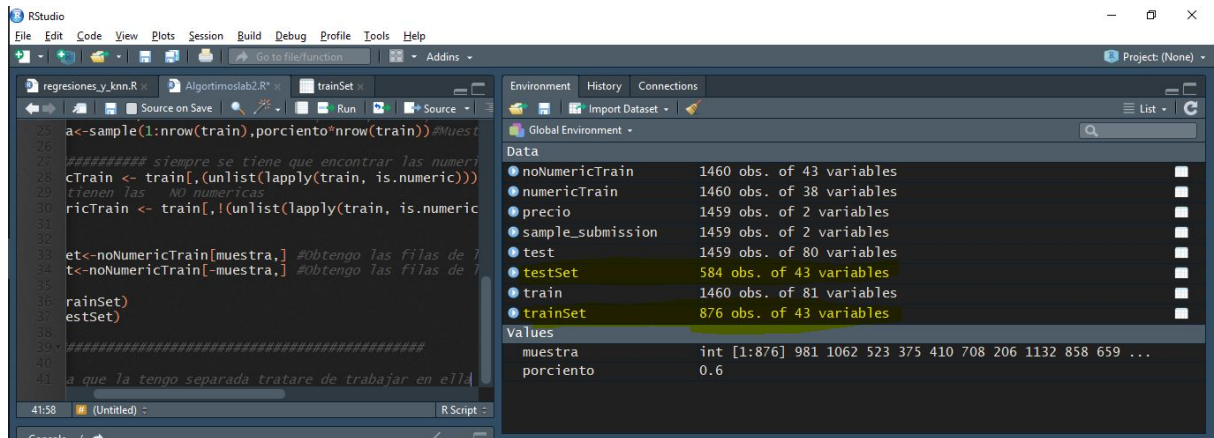 RStudio
File Edit Code View Plots Session Build Debug Profile Tools Help
Go to file/function Addins Project: (None)
regresiones_y_knn.R Algortimoslab2.R* trainSet
Source on Save Run Source
25 a<-sample(1:nrow(train),porciento*nrow(train))#Muest
26
27 ########### siempre se tiene que encontrar las numeri
28 cTrain <- train[,(unlist(lapply(train, is.numeric)))
29 tienen las NO numericas
30 ricTrain <- train[,!(unlist(lapply(train, is.numeric
31
32
33 et<-noNumericTrain[muestra,] #Obtengo las filas de l
34 t<-noNumericTrain[-muestra,] #Obtengo las filas de l
35
36 rainSet)
37 estSet)
38
39 ############################################
40
41 a que la tengo separada tratare de trabajar en ella
41:58 (Untitled) R Script
Environment History Connections
Import Dataset List
Global Environment
Data
noNumericTrain 1460 obs. of 43 variables
numericTrain 1460 obs. of 38 variables
precio 1459 obs. of 2 variables
sample_submission 1459 obs. of 2 variables
test 1459 obs. of 80 variables
testSet 584 obs. of 43 variables
train 1460 obs. of 81 variables
trainSet 876 obs. of 43 variables
Values
muestra int [1:876] 981 1062 523 375 410 708 206 1132 858 659 ...
porciento 0.6